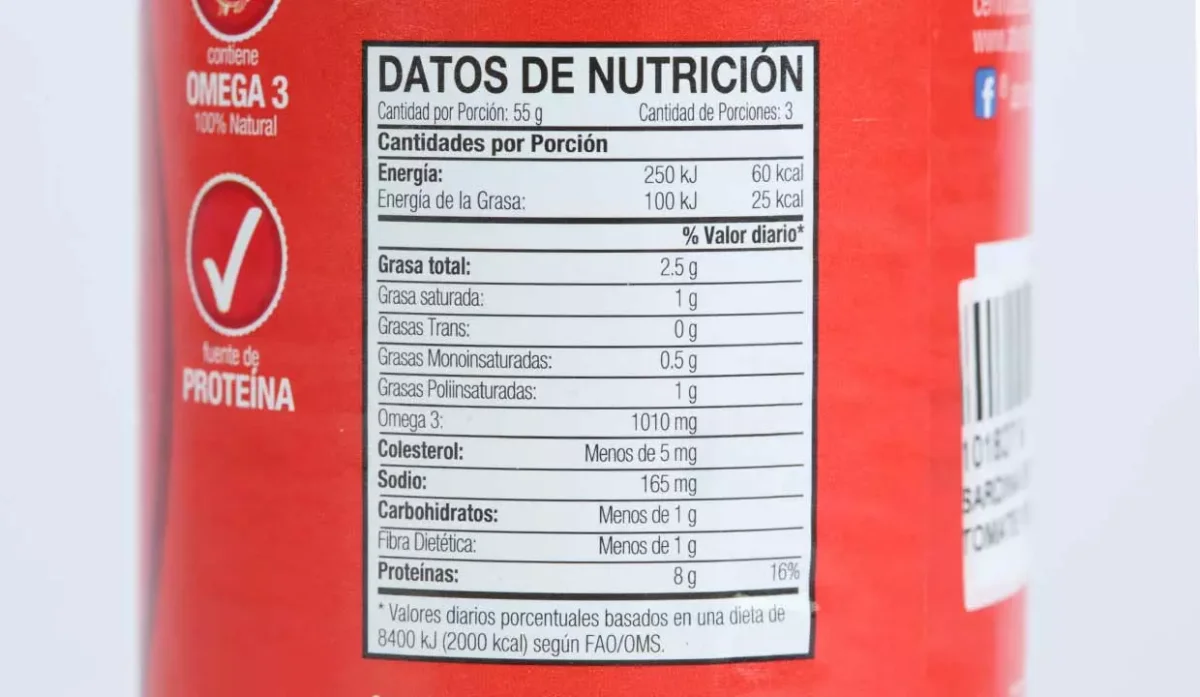 contiene
OMEGA 3
100% Natural
fuente de
PROTEÍNA
DATOS DE NUTRICIÓN
Cantidad por Porción: 55 g Cantidad de Porciones: 3
Cantidades por Porción
Energía: 250 kJ 60 kcal
Energía de la Grasa: 100 kJ 25 kcal
% Valor diario*
Grasa total: 2.5 g
Grasa saturada: 1 g
Grasas Trans: 0 g
Grasas Monoinsaturadas: 0.5 g
Grasas Poliinsaturadas: 1 g
Omega 3: 1010 mg
Colesterol: Menos de 5 mg
Sodio: 165 mg
Carbohidratos: Menos de 1 g
Fibra Dietética: Menos de 1 g
Proteínas: 8 g 16%
* Valores diarios porcentuales basados en una dieta de
8400 kJ (2000 kcal) según FAO/OMS.
f
TOMATE